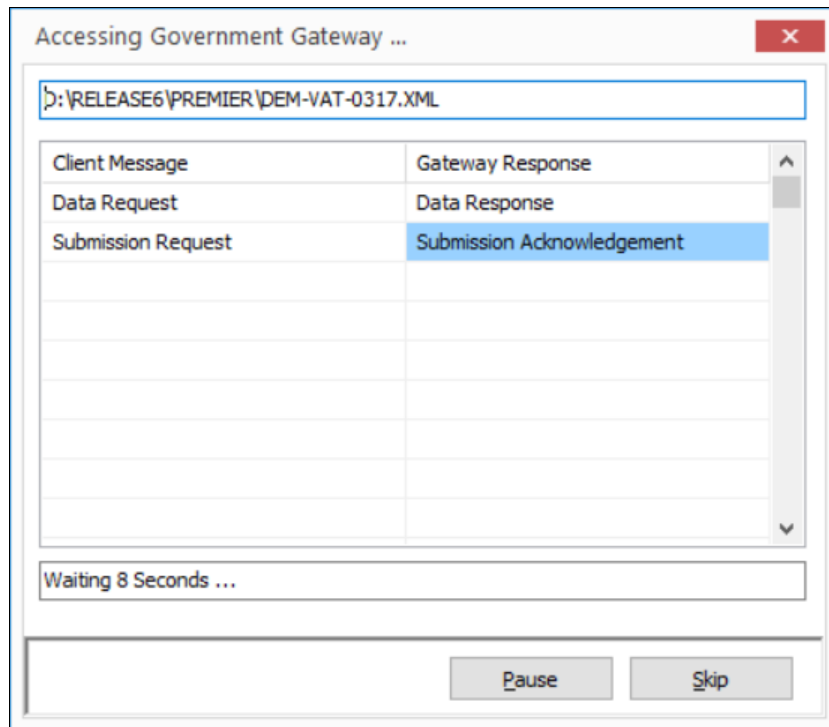 Accessing Government Gateway ...
D:\RELEASE6\PREMIER\DEM-VAT-0317.XML
Client Message Gateway Response
Data Request Data Response
Submission Request Submission Acknowledgement
Waiting 8 Seconds ...
Pause Skip